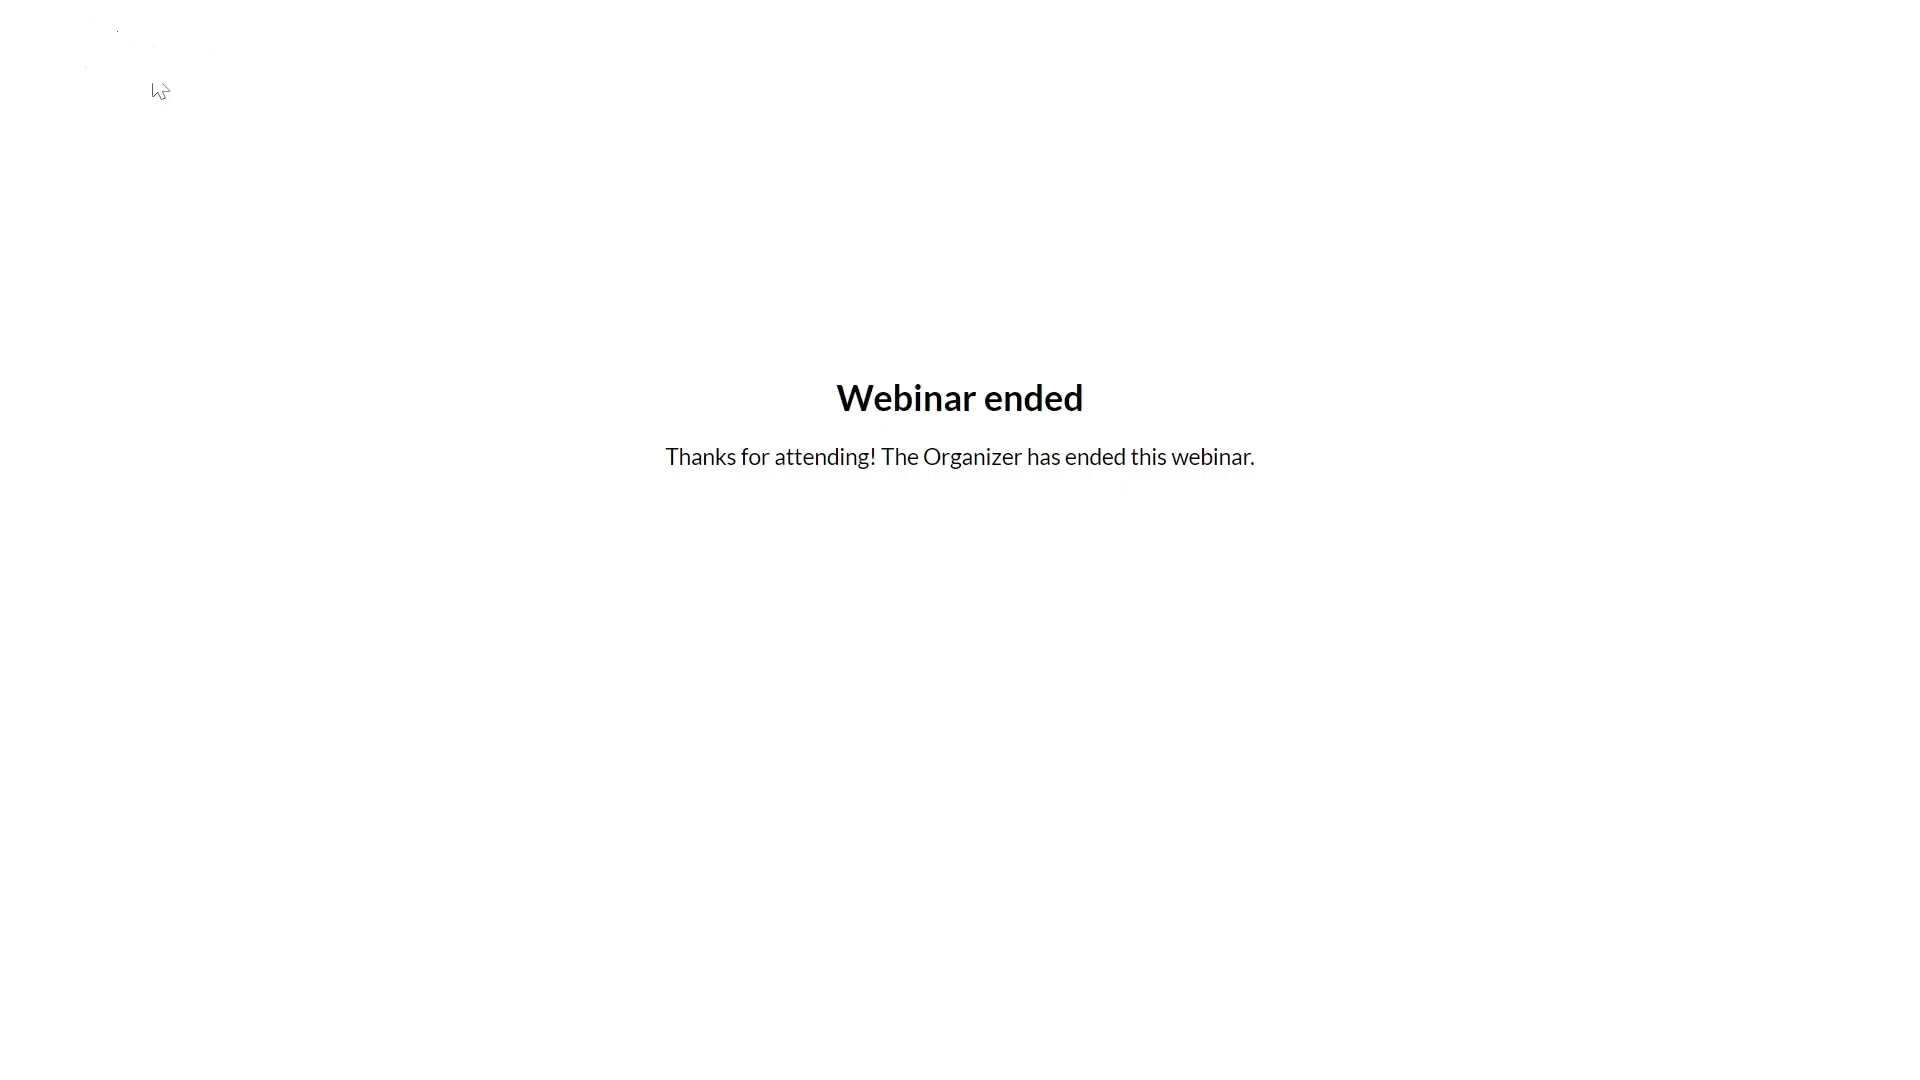 Webinar ended
Thanks for attending! The Organizer has ended this webinar.